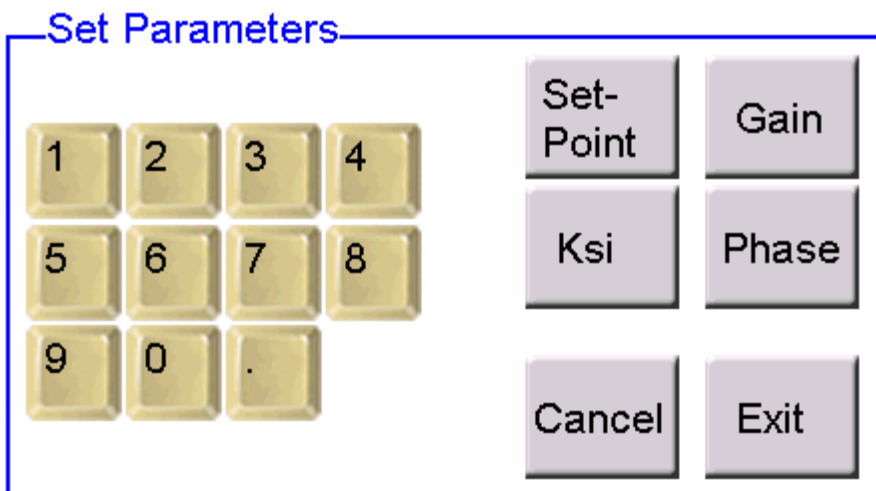 Set Parameters
1 2 3 4
5 6 7 8
9 0 .
Set-
Point
Gain
Ksi
Phase
Cancel
Exit